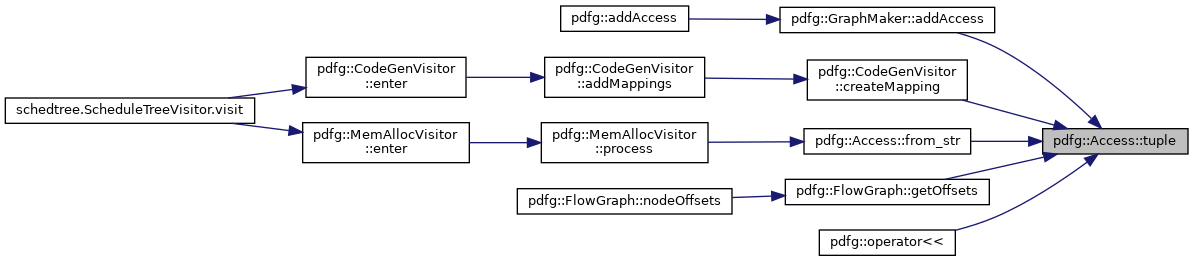 pdfg::addAccess
pdfg::GraphMaker::addAccess
pdfg::CodeGenVisitor
::enter
pdfg::CodeGenVisitor
::addMappings
pdfg::CodeGenVisitor
::createMapping
schedtree.ScheduleTreeVisitor.visit
pdfg::MemAllocVisitor
::enter
pdfg::MemAllocVisitor
::process
pdfg::Access::from_str
pdfg::Access::tuple
pdfg::FlowGraph::nodeOffsets
pdfg::FlowGraph::getOffsets
pdfg::operator<<